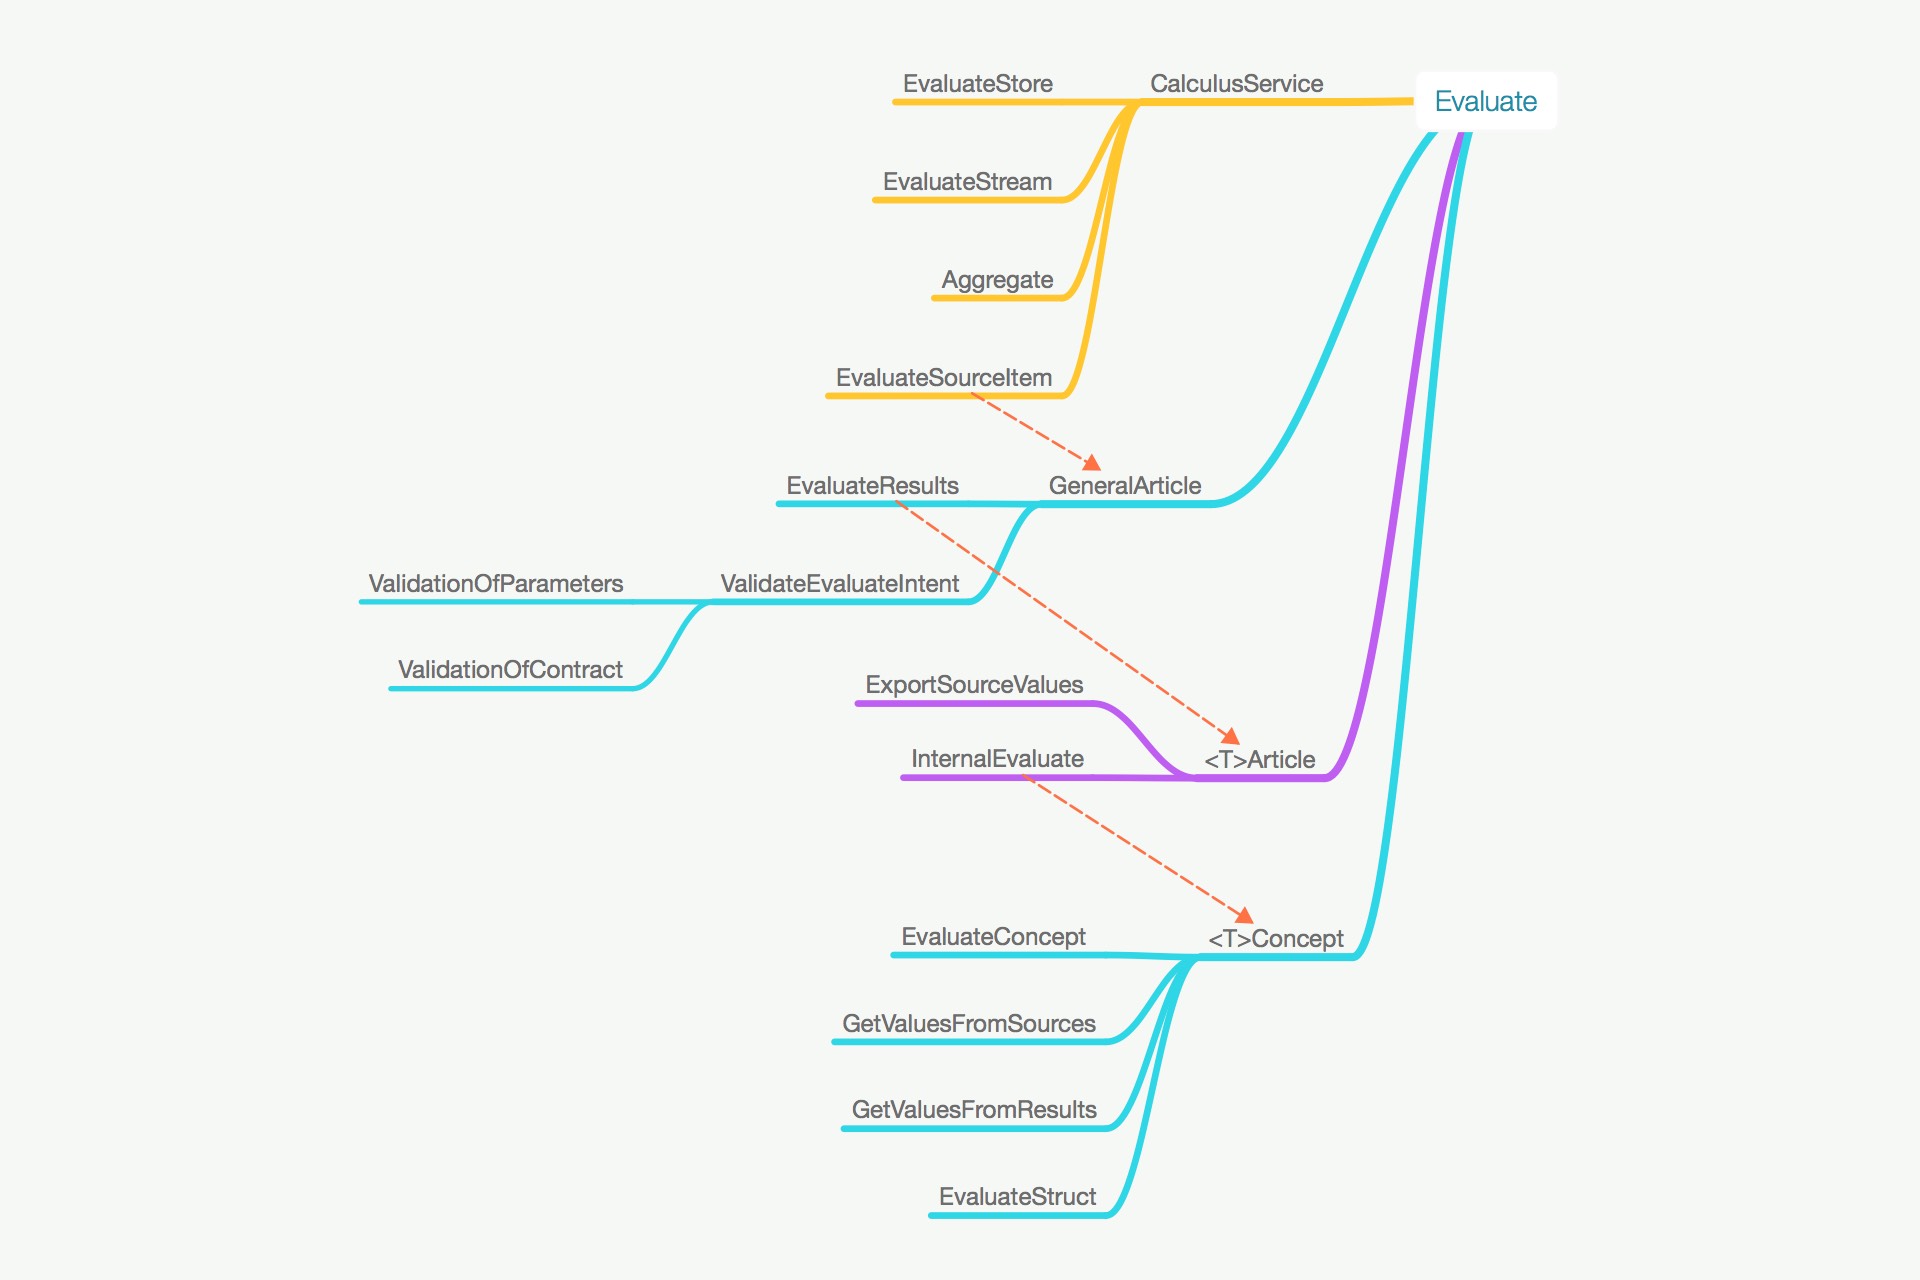 Evaluate
CalculusService
EvaluateStore
EvaluateStream
Aggregate
EvaluateSourceItem
GeneralArticle
EvaluateResults
ValidateEvaluateIntent
ValidationOfParameters
ValidationOfContract
<T>Article
ExportSourceValues
InternalEvaluate
<T>Concept
EvaluateConcept
GetValuesFromSources
GetValuesFromResults
EvaluateStruct